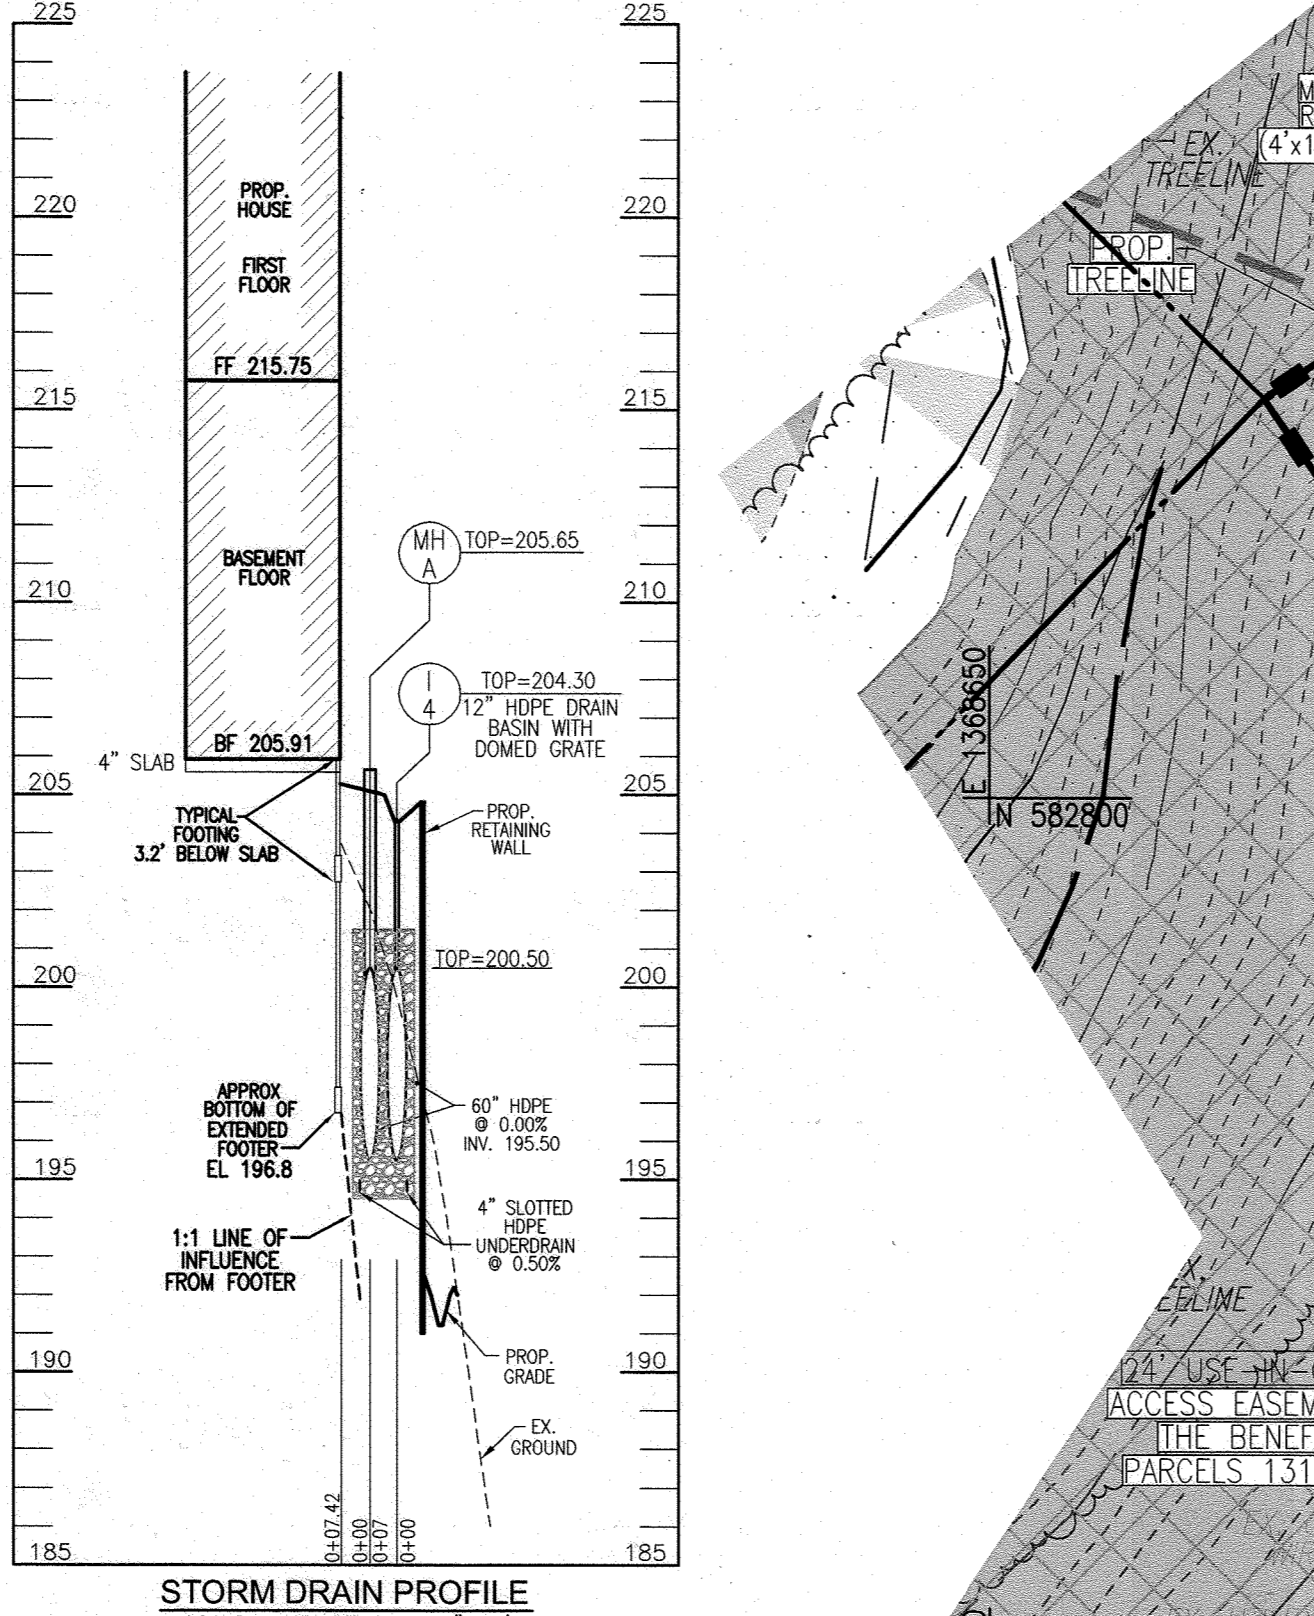 225
220
215
210
205
200
195
190
185
225
220
215
210
205
200
195
190
185
PROP.
HOUSE
FIRST
FLOOR
FF 215.75
BASEMENT
FLOOR
BF 205.91
4" SLAB
TYPICAL
FOOTING
3.2' BELOW SLAB
MH
A
TOP=205.65
I
4
TOP=204.30
12" HDPE DRAIN
BASIN WITH
DOMED GRATE
PROP.
RETAINING
WALL
TOP=200.50
APPROX
BOTTOM OF
EXTENDED
FOOTER
EL 196.8
60" HDPE
@ 0.00%
INV. 195.50
1:1 LINE OF
INFLUENCE
FROM FOOTER
4" SLOTTED
HDPE
UNDERDRAIN
@ 0.50%
PROP.
GRADE
EX.
GROUND
0+07.42
0+00
0+07
0+00
STORM DRAIN PROFILE
EX.
TREELINE
(4'x1
PROP.
TREELINE
E 1368650
N 582800
X.
EELINE
24' USE-IN-
ACCESS EASEM
THE BENEF
PARCELS 131